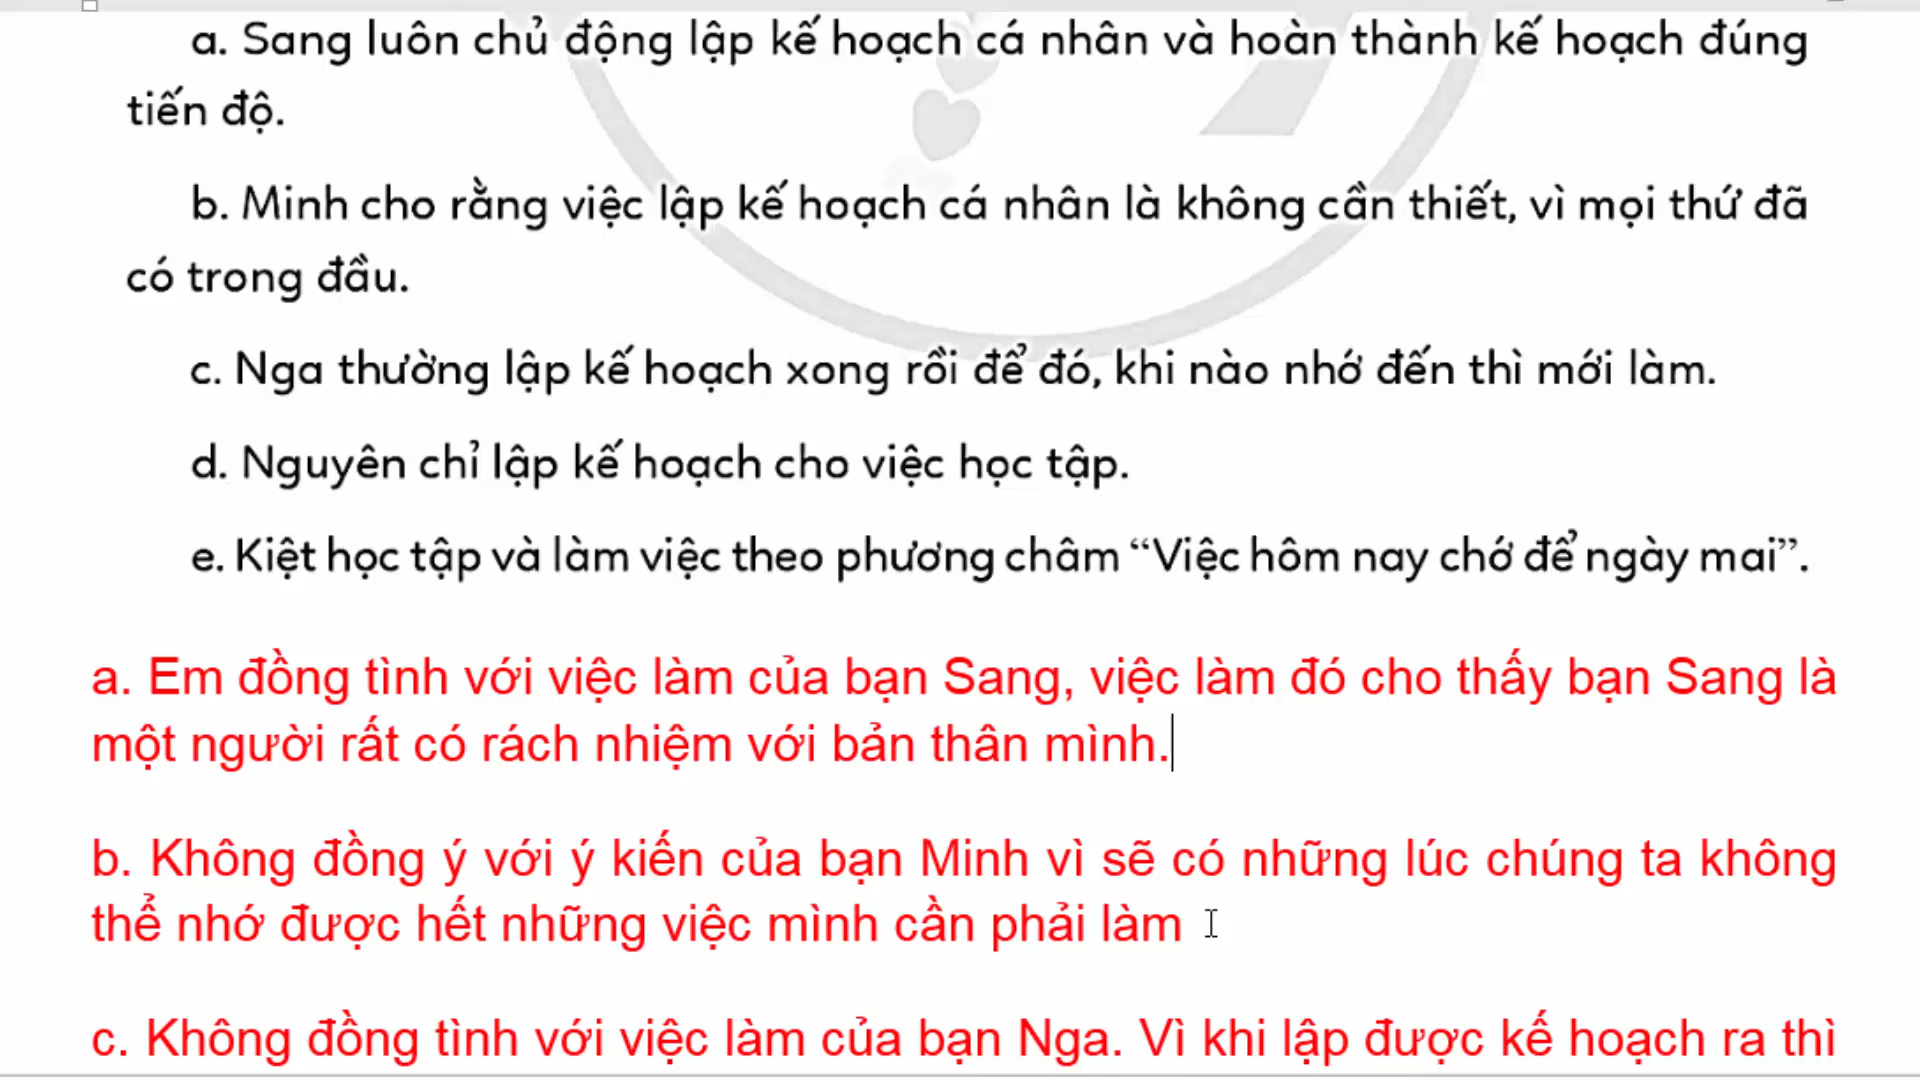 a. Sang luôn chủ động lập kế hoạch cá nhân và hoàn thành kế hoạch đúng
tiến độ.
b. Minh cho rằng việc lập kế hoạch cá nhân là không cần thiết, vì mọi thứ đã
có trong đầu.
c. Nga thường lập kế hoạch xong rồi để đó, khi nào nhớ đến thì mới làm.
d. Nguyên chỉ lập kế hoạch cho việc học tập.
e. Kiệt học tập và làm việc theo phương châm “Việc hôm nay chớ để ngày mai”.
a. Em đồng tình với việc làm của bạn Sang, việc làm đó cho thấy bạn Sang là
một người rất có rách nhiệm với bản thân mình.
b. Không đồng ý với ý kiến của bạn Minh vì sẽ có những lúc chúng ta không
thể nhớ được hết những việc mình cần phải làm
c. Không đồng tình với việc làm của bạn Nga. Vì khi lập được kế hoạch ra thì